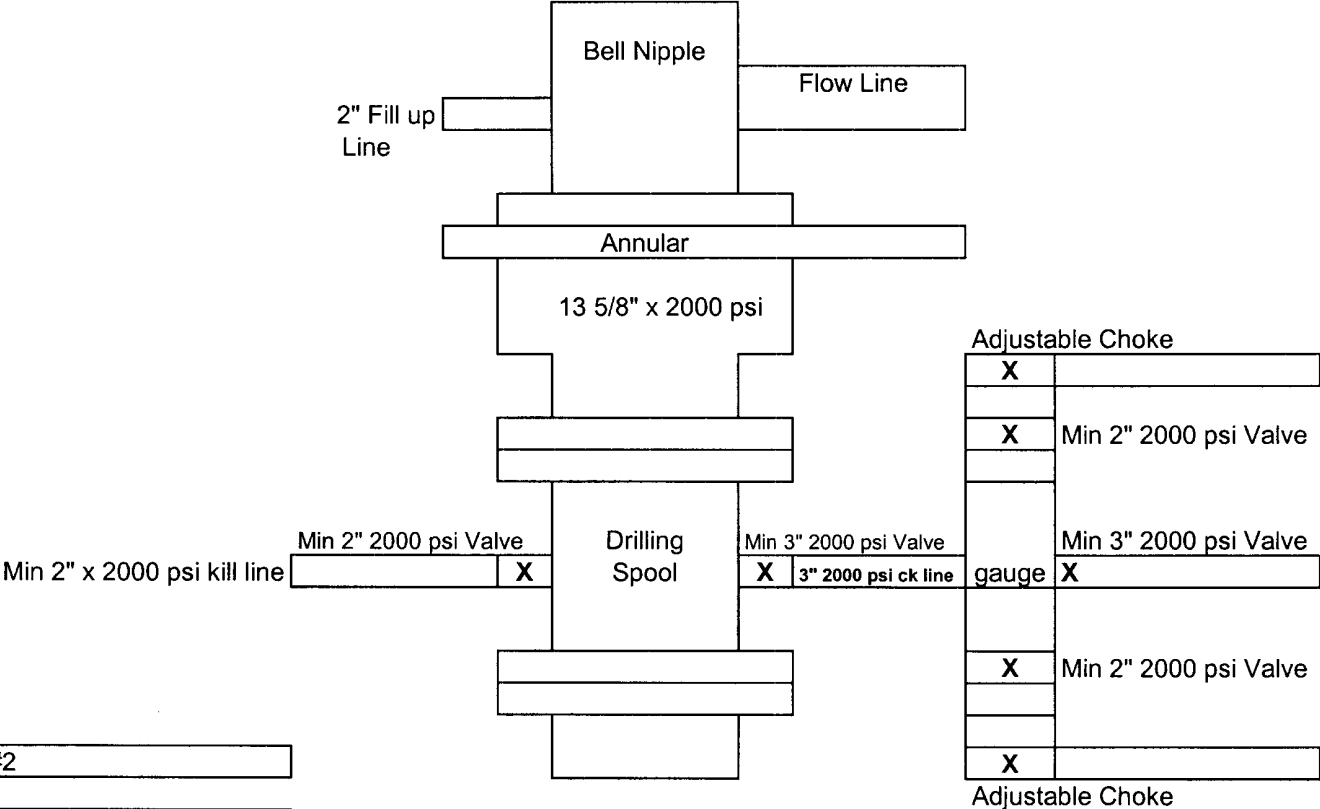 Bell Nipple
Flow Line
2" Fill up
Line
Annular
13 5/8" x 2000 psi
Adjustable Choke
X
X Min 2" 2000 psi Valve
Min 2" 2000 psi Valve
Drilling
Min 3" 2000 psi Valve
Min 3" 2000 psi Valve
Min 2" x 2000 psi kill line
X
Spool
X
3" 2000 psi ck line
gauge
X
X Min 2" 2000 psi Valve
2
X
Adjustable Choke